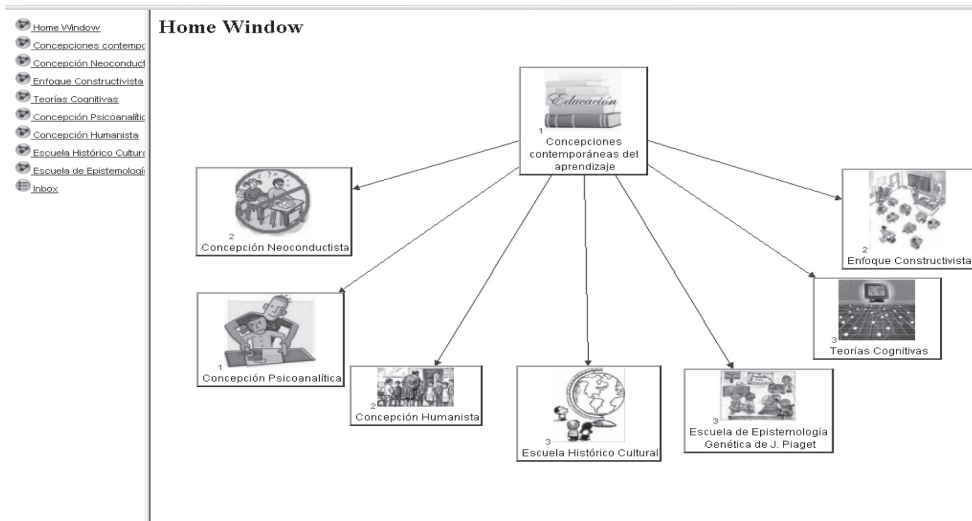 Home Window
Concepciones contempo
Concepción Neoconduct
Enfoque Constructivista
Teorías Cognitivas
Concepción Psicoanalític
Concepción Humanista
Escuela Histórico Cultura
Escuela de Epistemologí
Inbox
Home Window
Educación
1
Concepciones
contemporáneas del
aprendizaje
2
Concepción Neoconductista
2
Enfoque Constructivista
1
Concepción Psicoanalítica
3
Teorías Cognitivas
2
Concepción Humanista
3
Escuela Histórico Cultural
3
Escuela de Epistemología
Genética de J. Piaget